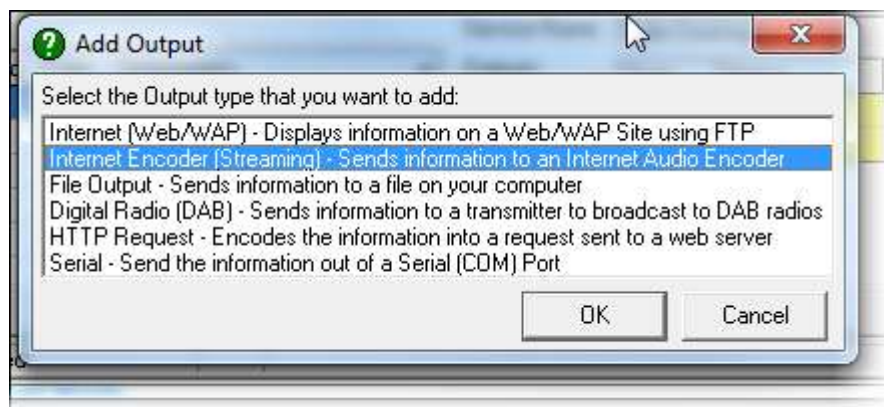 Add Output
Select the Output type that you want to add:
Internet (Web/WAP) - Displays information on a Web/WAP Site using FTP
Internet Encoder (Streaming) - Sends information to an Internet Audio Encoder
File Output - Sends information to a file on your computer
Digital Radio (DAB) - Sends information to a transmitter to broadcast to DAB radios
HTTP Request - Encodes the information into a request sent to a web server
Serial - Send the information out of a Serial (COM) Port
OK
Cancel